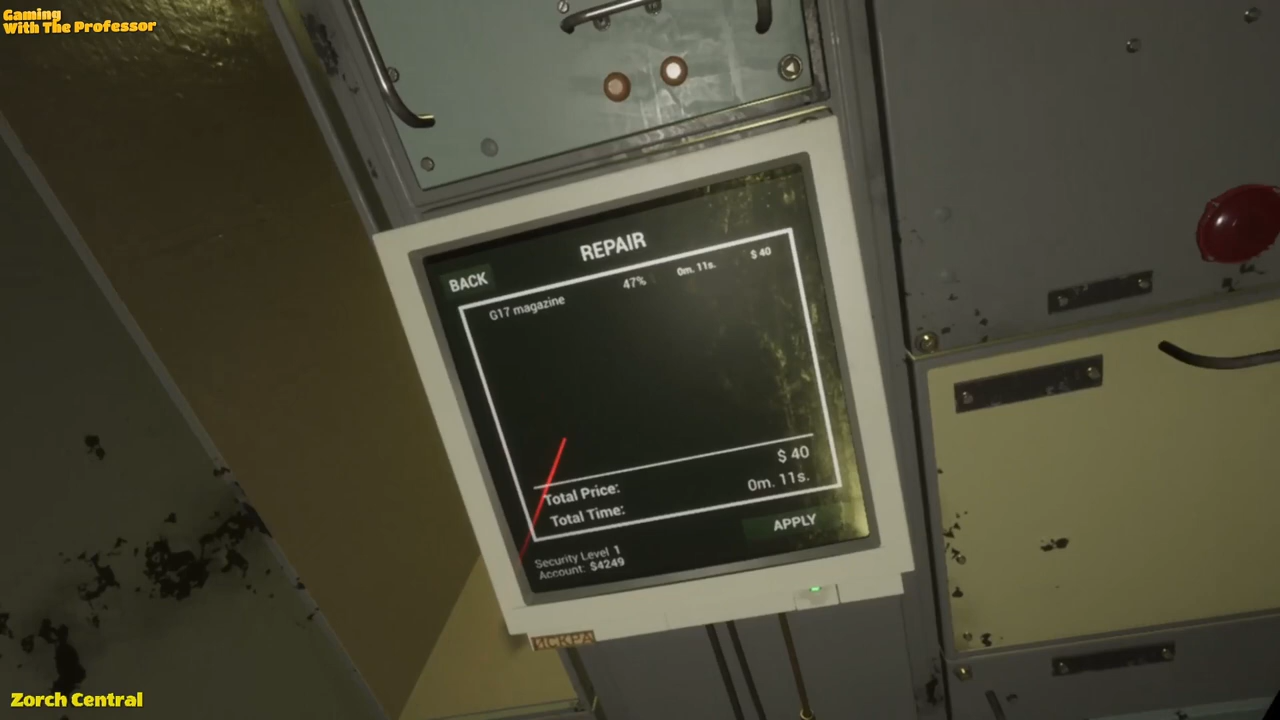 Gaming
With The Professor
REPAIR
BACK
G17 magazine 47% 0m. 11s. $ 40
Total Price: $ 40
Total Time: 0m. 11s.
APPLY
Security Level 1
Account: $4249
ИСКРА
Zorch Central